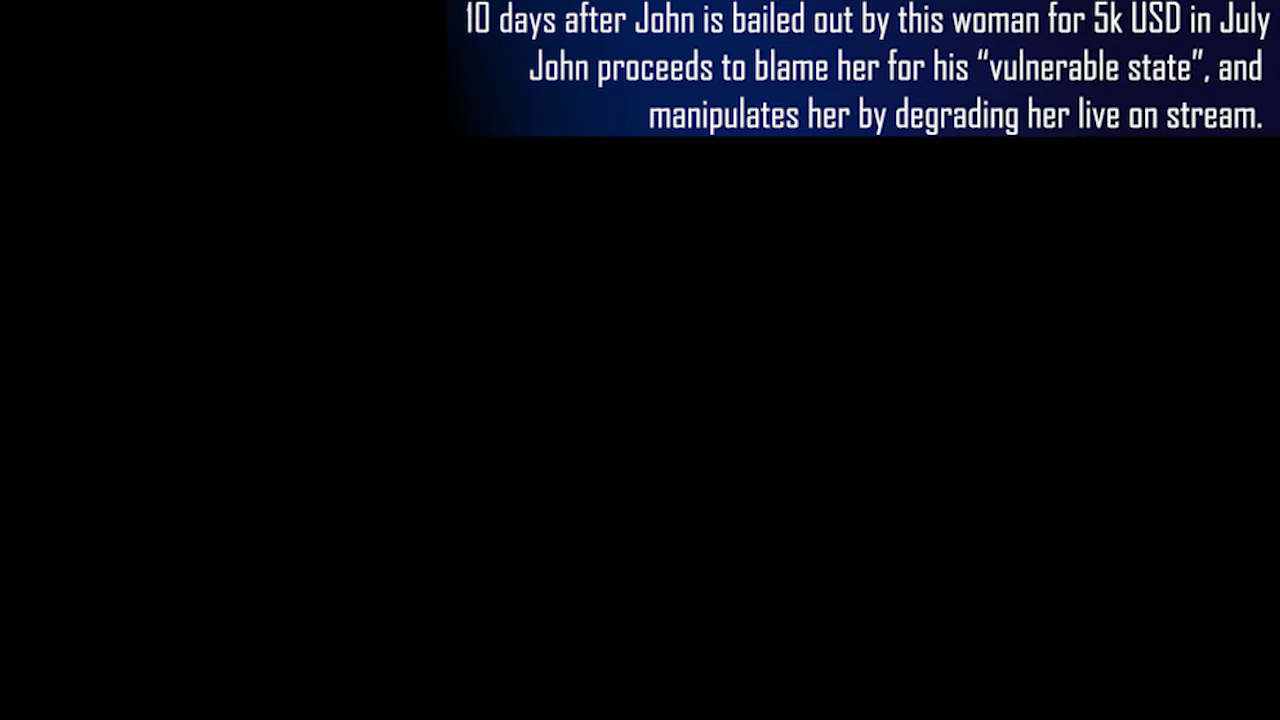 10 days after John is bailed out by this woman for 5k USD in July
John proceeds to blame her for his “vulnerable state”, and
manipulates her by degrading her live on stream.